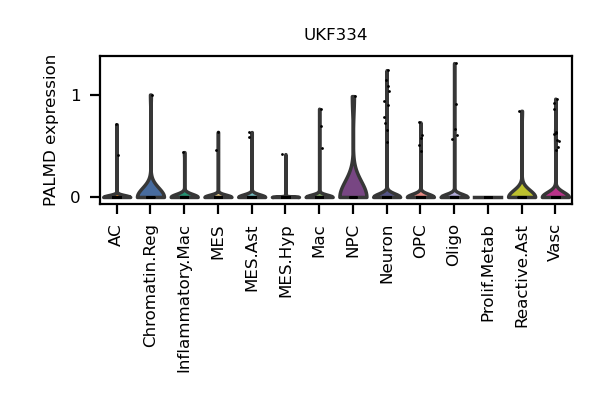 UKF334
PALMD expression
1
0
AC
Chromatin.Reg
Inflammatory.Mac
MES
MES.Ast
MES.Hyp
Mac
NPC
Neuron
OPC
Oligo
Prolif.Metab
Reactive.Ast
Vasc